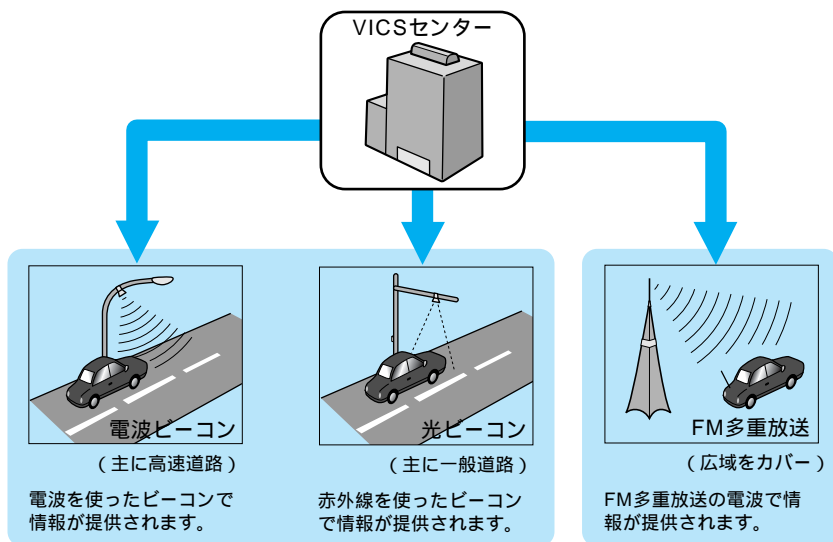 VICSセンター
電波ビーコン
(主に高速道路)
電波を使ったビーコンで
情報が提供されます。
光ビーコン
(主に一般道路)
赤外線を使ったビーコン
で情報が提供されます。
FM多重放送
(広域をカバー)
FM多重放送の電波で情
報が提供されます。